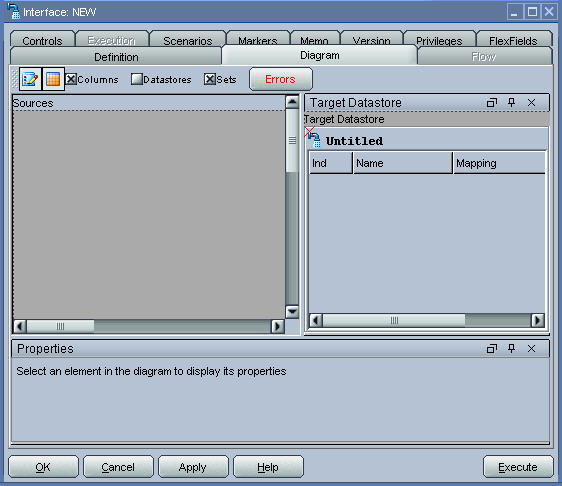 Interface: NEW
Controls Execution Scenarios Markers Memo Version Privileges FlexFields
Definition Diagram Flow
Columns Datastores Sets Errors
Sources
Target Datastore
Target Datastore
Untitled
Ind Name Mapping
Properties
Select an element in the diagram to display its properties
OK Cancel Apply Help Execute